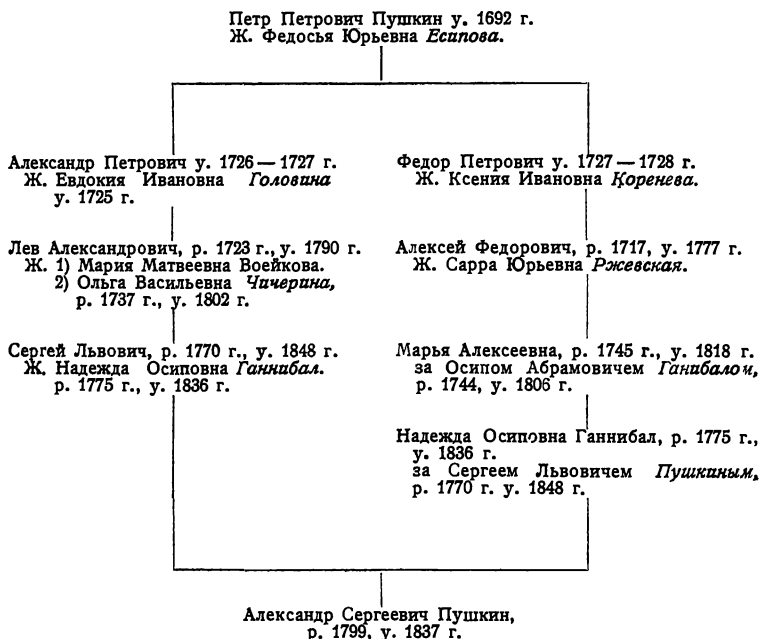 Петр Петрович Пушкин у. 1692 г.
Ж. Федосья Юрьевна Есипова.
Александр Петрович у. 1726—1727 г.
Ж. Евдокия Ивановна Головина
у. 1725 г.
Лев Александрович, р. 1723 г., у. 1790 г.
Ж. 1) Мария Матвеевна Воейкова.
2) Ольга Васильевна Чичерина,
р. 1737 г., у. 1802 г.
Сергей Львович, р. 1770 г., у. 1848 г.
Ж. Надежда Осиповна Ганнибал.
р. 1775 г., у. 1836 г.
Федор Петрович у. 1727—1728 г.
Ж. Ксения Ивановна Коренева.
Алексей Федорович, р. 1717, у. 1777 г.
Ж. Сарра Юрьевна Ржевская.
Марья Алексеевна, р. 1745 г., у. 1818 г.
за Осипом Абрамовичем Ганибалом,
р. 1744, у. 1806 г.
Надежда Осиповна Ганнибал, р. 1775 г.,
у. 1836 г.
за Сергеем Львовичем Пушкиным,
р. 1770 г. у. 1848 г.
Александр Сергеевич Пушкин,
р. 1799, у. 1837 г.